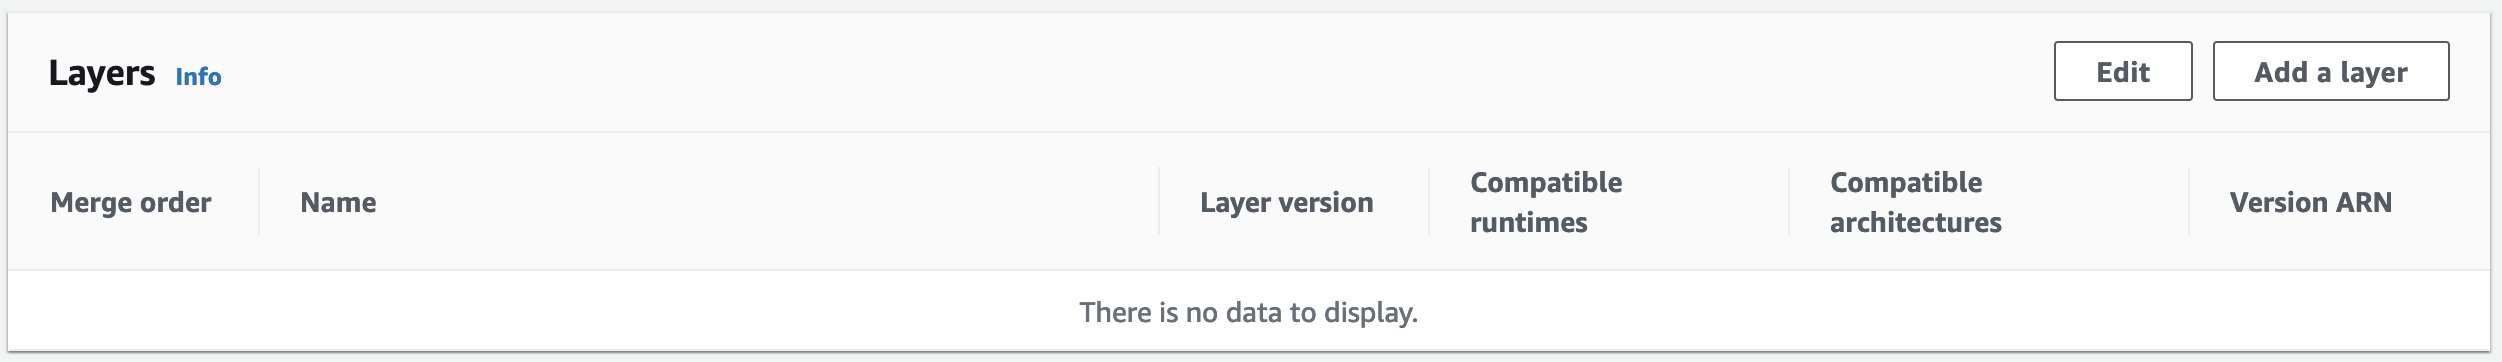 Layers Info
Edit
Add a layer
Merge order
Name
Layer version
Compatible
runtimes
Compatible
architectures
Version ARN
There is no data to display.